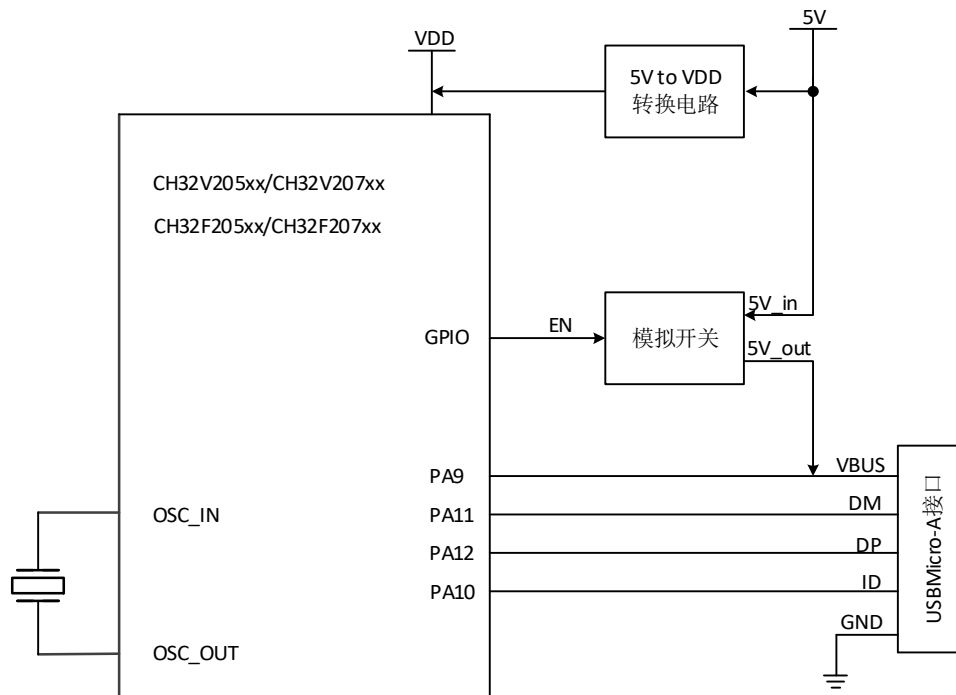 5V
VDD
5V to VDD
转换电路
CH32V205xx/CH32V207xx
CH32F205xx/CH32F207xx
5V_in
EN
GPIO
模拟开关
5V_out
VBUS
PA9
DM
OSC_IN
PA11
DP
PA12
ID
PA10
GND
OSC_OUT
USBMicro-A接口